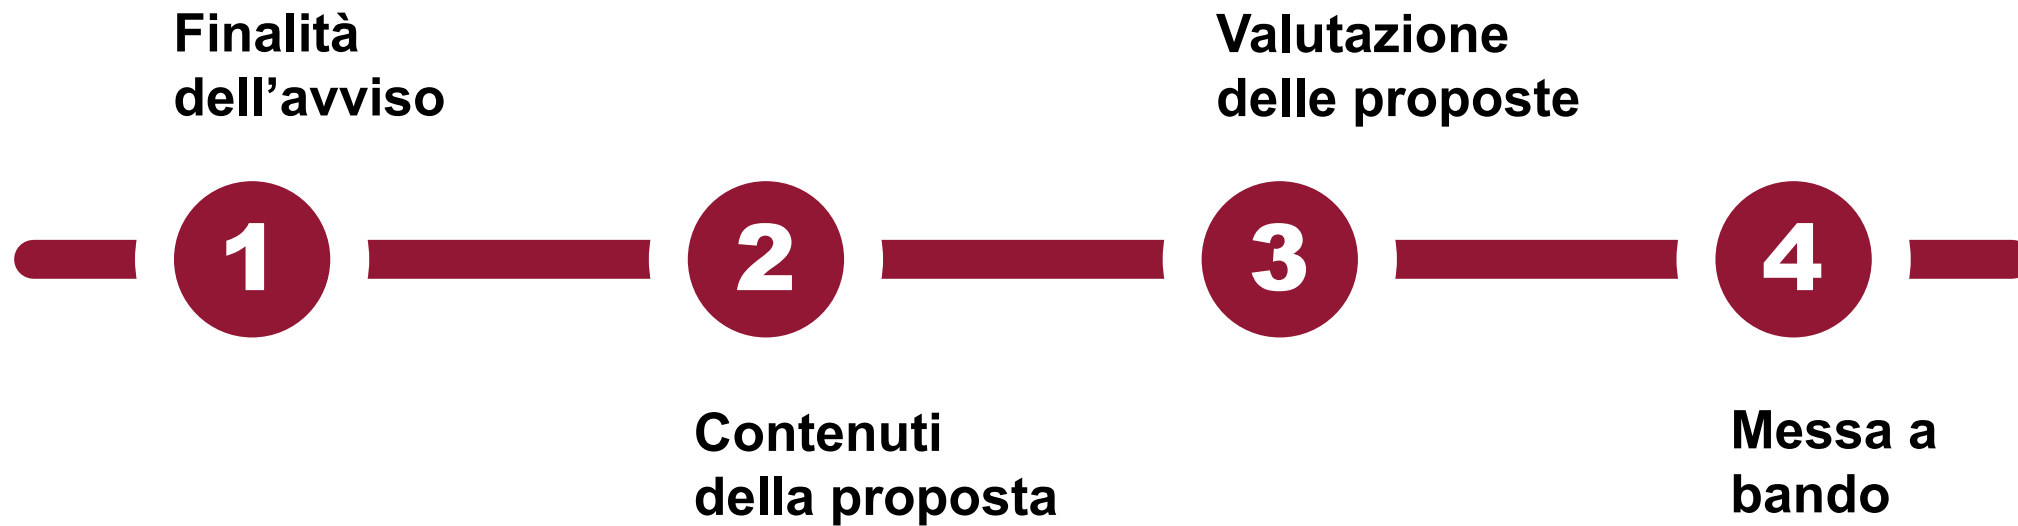 Finalità
dell’avviso
Valutazione
delle proposte
1
2
3
4
Contenuti
della proposta
Messa a
bando